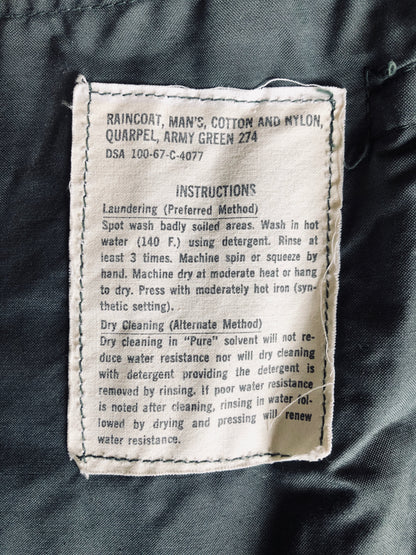 RAINCOAT, MAN'S, COTTON AND NYLON,
QUARPEL, ARMY GREEN 274
DSA 100-67-C-4077
INSTRUCTIONS
Laundering (Preferred Method)
Spot wash badly soiled areas. Wash in hot
water (140 F.) using detergent. Rinse at
least 3 times. Machine spin or squeeze by
hand. Machine dry at moderate heat or hang
to dry. Press with moderately hot iron (syn-
thetic setting).
Dry Cleaning (Alternate Method)
Dry cleaning in "Pure" solvent will not re-
duce water resistance nor will dry cleaning
with detergent providing the detergent is
removed by rinsing. If poor water resistance
is noted after cleaning, rinsing in water fol-
lowed by drying and pressing will renew
water resistance.